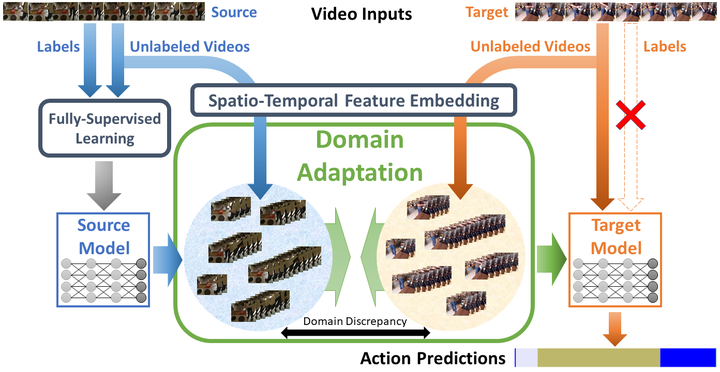 Source
Video Inputs
Target
Labels
Unlabeled Videos
Unlabeled Videos
Labels
Spatio-Temporal Feature Embedding
Fully-Supervised
Learning
Domain
Adaptation
Source
Model
Target
Model
Domain Discrepancy
Action Predictions